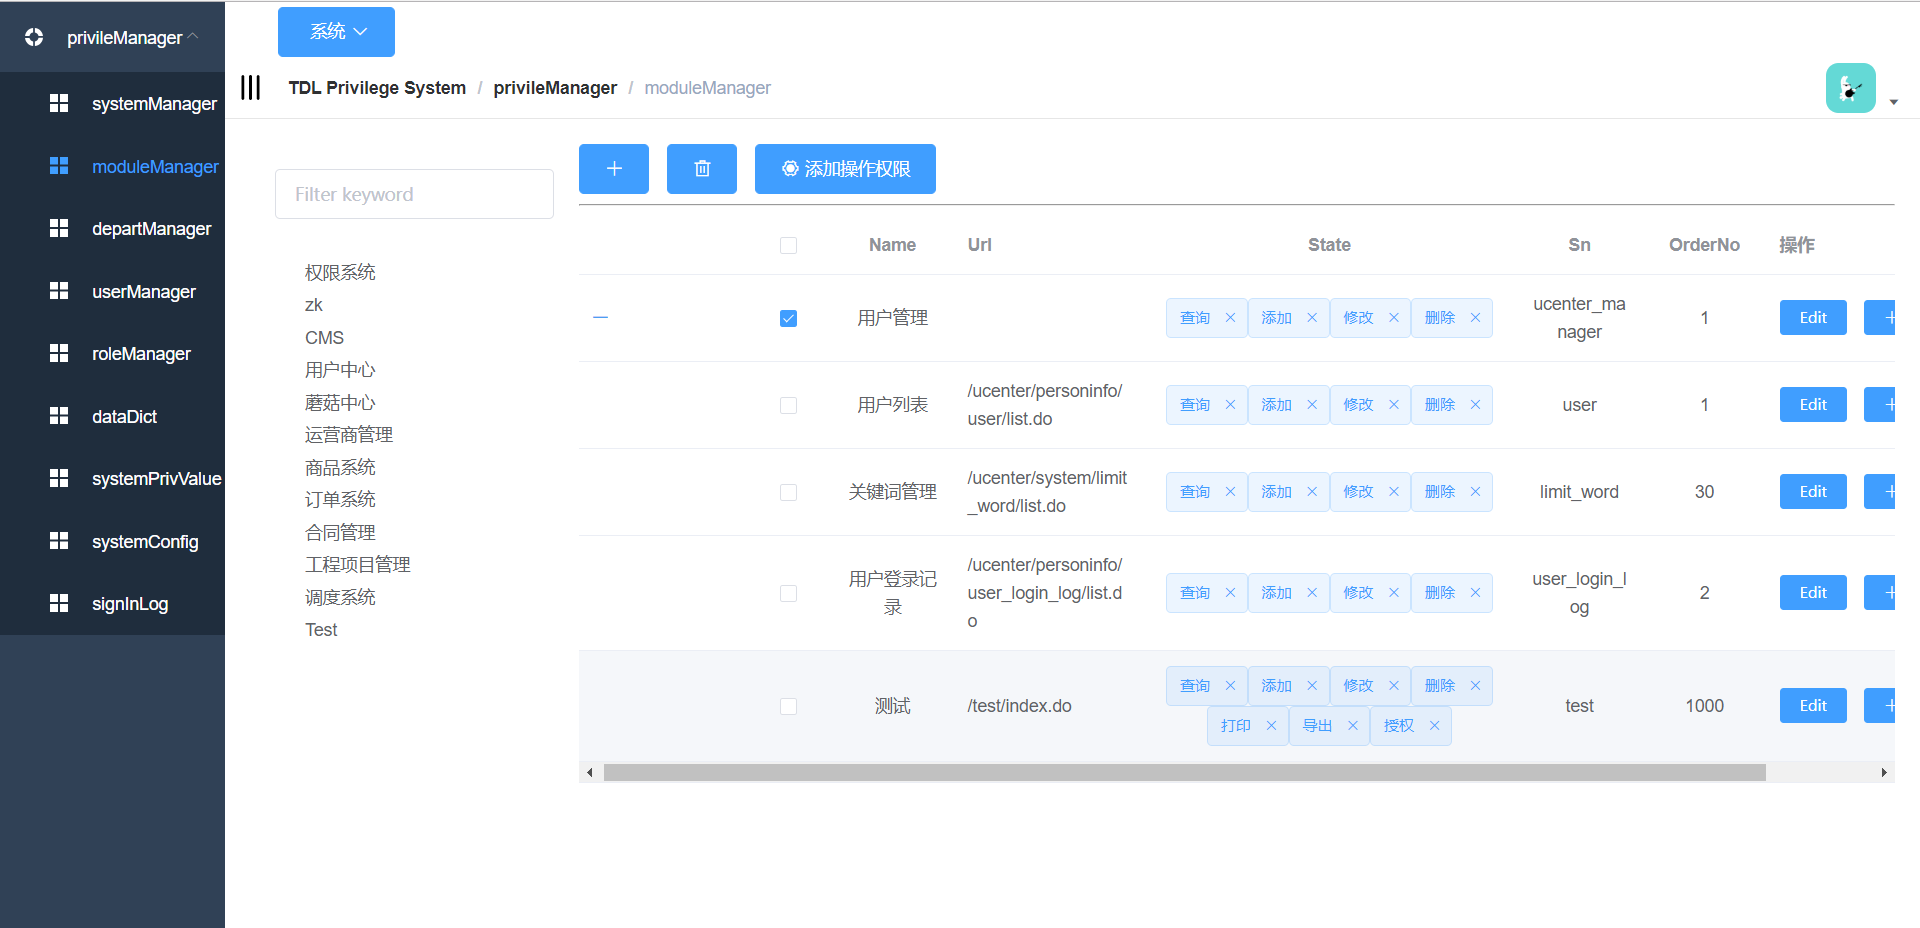 privileManager
systemManager
moduleManager
departManager
userManager
roleManager
dataDict
systemPrivValue
systemConfig
signInLog
系统
TDL Privilege System / privileManager / moduleManager
Filter keyword
权限系统
zk
CMS
用户中心
蘑菇中心
运营商管理
商品系统
订单系统
合同管理
工程项目管理
调度系统
Test
添加操作权限
Name Url State Sn OrderNo 操作
用户管理 查询 添加 修改 删除 ucenter_ma
nager 1 Edit
用户列表 /ucenter/personinfo/
user/list.do 查询 添加 修改 删除 user 1 Edit
关键词管理 /ucenter/system/limit
_word/list.do 查询 添加 修改 删除 limit_word 30 Edit
用户登录记
录 /ucenter/personinfo/
user_login_log/list.d
o 查询 添加 修改 删除 user_login_l
og 2 Edit
测试 /test/index.do 查询 添加 修改 删除
打印 导出 授权 test 1000 Edit